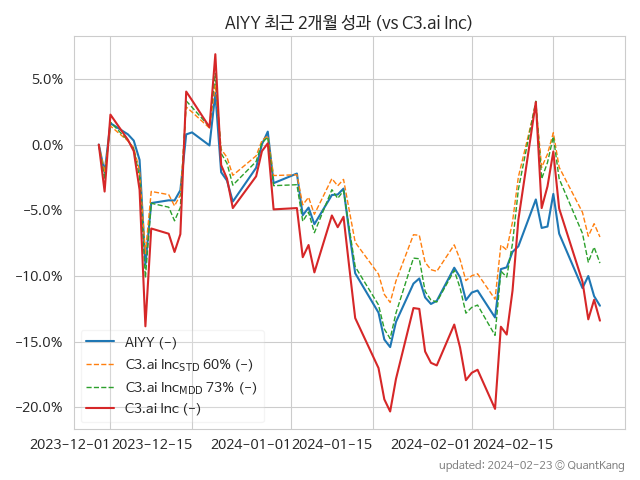 AIYY 최근 2개월 성과 (vs C3.ai Inc)
5.0%
0.0%
−5.0%
−10.0%
−15.0%
−20.0%
AIYY (-)
C3.ai Inc_STD 60% (-)
C3.ai Inc_MDD 73% (-)
C3.ai Inc (-)
2023-12-01 2023-12-15 2024-01-01 2024-01-15 2024-02-01 2024-02-15
updated: 2024-02-23 @ QuantKang